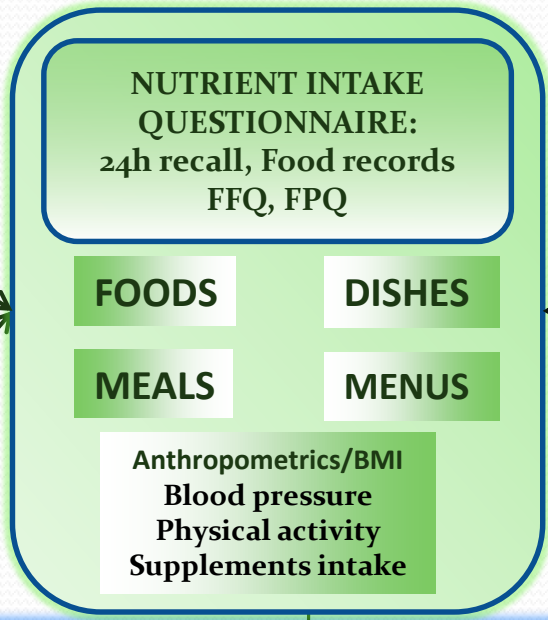 NUTRIENT INTAKE
QUESTIONNAIRE:
24h recall, Food records
FFQ, FPQ
FOODS
DISHES
MEALS
MENUS
Anthropometrics/BMI
Blood pressure
Physical activity
Supplements intake